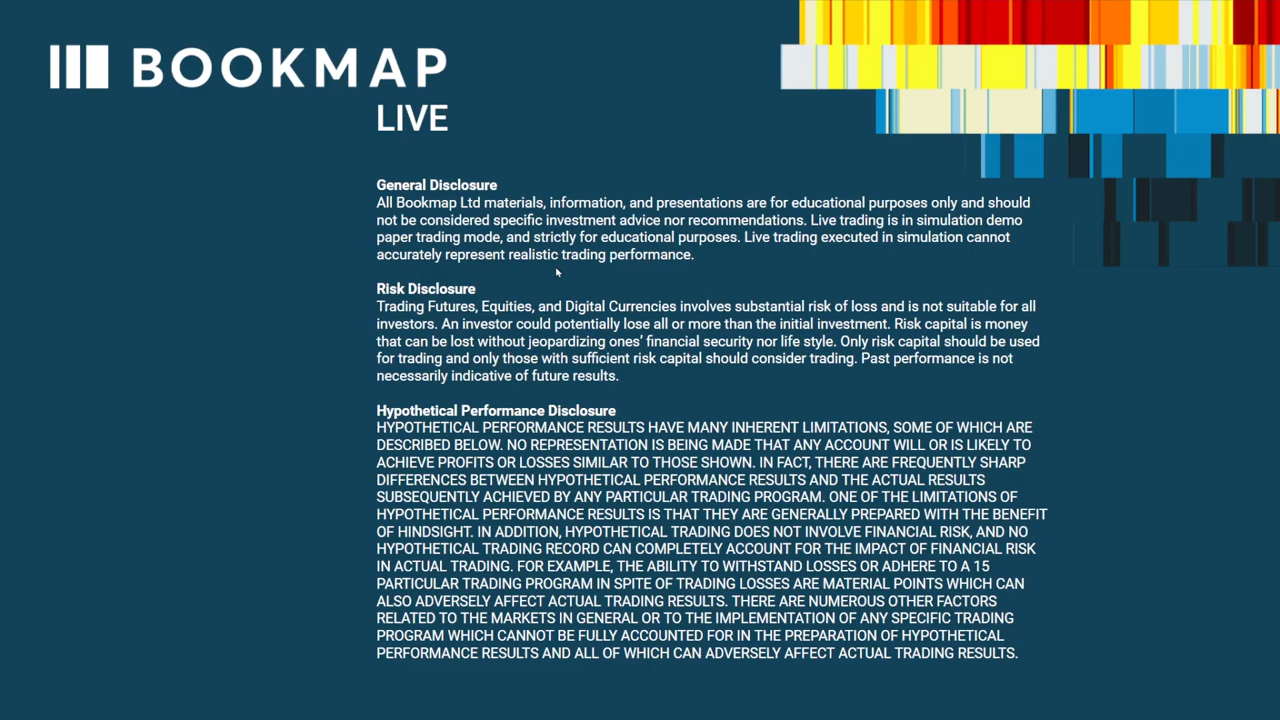 BOOKMAP
LIVE
General Disclosure
All Bookmap Ltd materials, information, and presentations are for educational purposes only and should
not be considered specific investment advice nor recommendations. Live trading is in simulation demo
paper trading mode, and strictly for educational purposes. Live trading executed in simulation cannot
accurately represent realistic trading performance.
Risk Disclosure
Trading Futures, Equities, and Digital Currencies involves substantial risk of loss and is not suitable for all
investors. An investor could potentially lose all or more than the initial investment. Risk capital is money
that can be lost without jeopardizing ones’ financial security nor life style. Only risk capital should be used
for trading and only those with sufficient risk capital should consider trading. Past performance is not
necessarily indicative of future results.
Hypothetical Performance Disclosure
HYPOTHETICAL PERFORMANCE RESULTS HAVE MANY INHERENT LIMITATIONS, SOME OF WHICH ARE
DESCRIBED BELOW. NO REPRESENTATION IS BEING MADE THAT ANY ACCOUNT WILL OR IS LIKELY TO
ACHIEVE PROFITS OR LOSSES SIMILAR TO THOSE SHOWN. IN FACT, THERE ARE FREQUENTLY SHARP
DIFFERENCES BETWEEN HYPOTHETICAL PERFORMANCE RESULTS AND THE ACTUAL RESULTS
SUBSEQUENTLY ACHIEVED BY ANY PARTICULAR TRADING PROGRAM. ONE OF THE LIMITATIONS OF
HYPOTHETICAL PERFORMANCE RESULTS IS THAT THEY ARE GENERALLY PREPARED WITH THE BENEFIT
OF HINDSIGHT. IN ADDITION, HYPOTHETICAL TRADING DOES NOT INVOLVE FINANCIAL RISK, AND NO
HYPOTHETICAL TRADING RECORD CAN COMPLETELY ACCOUNT FOR THE IMPACT OF FINANCIAL RISK
IN ACTUAL TRADING. FOR EXAMPLE, THE ABILITY TO WITHSTAND LOSSES OR ADHERE TO A 15
PARTICULAR TRADING PROGRAM IN SPITE OF TRADING LOSSES ARE MATERIAL POINTS WHICH CAN
ALSO ADVERSELY AFFECT ACTUAL TRADING RESULTS. THERE ARE NUMEROUS OTHER FACTORS
RELATED TO THE MARKETS IN GENERAL OR TO THE IMPLEMENTATION OF ANY SPECIFIC TRADING
PROGRAM WHICH CANNOT BE FULLY ACCOUNTED FOR IN THE PREPARATION OF HYPOTHETICAL
PERFORMANCE RESULTS AND ALL OF WHICH CAN ADVERSELY AFFECT ACTUAL TRADING RESULTS.